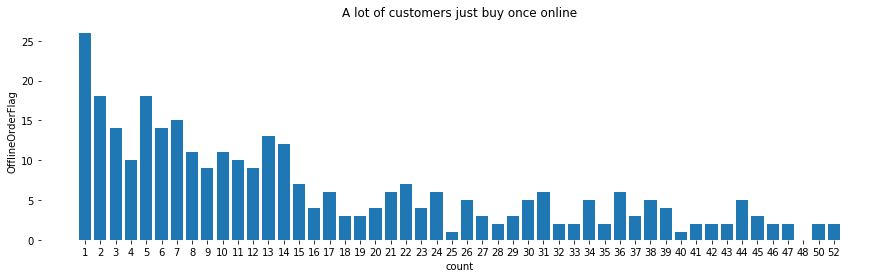 A lot of customers just buy once online
OfflineOrderFlag
25
20
15
10
5
0
1 2 3 4 5 6 7 8 9 10 11 12 13 14 15 16 17 18 19 20 21 22 23 24 25 26 27 28 29 30 31 32 33 34 35 36 37 38 39 40 41 42 43 44 45 46 47 48 50 52
count